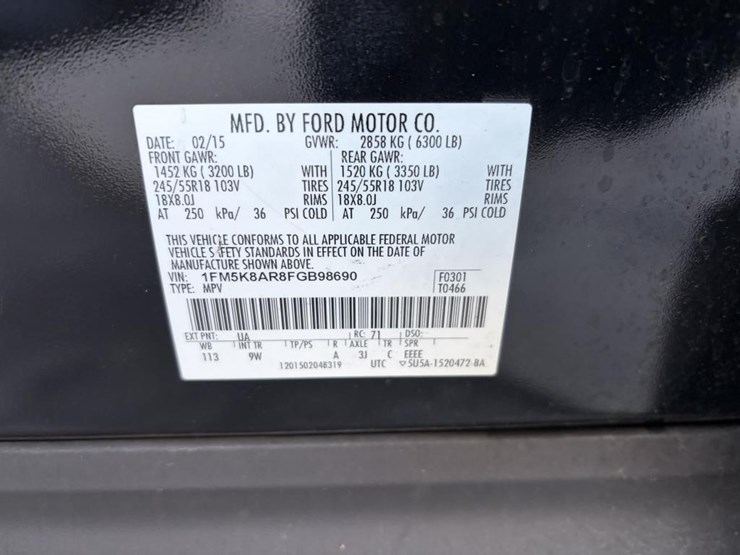 MFD. BY FORD MOTOR CO.
DATE: 02/15 GVWR: 2858 KG ( 6300 LB)
FRONT GAWR: REAR GAWR:
1452 KG ( 3200 LB) WITH 1520 KG ( 3350 LB) WITH
245/55R18 103V TIRES 245/55R18 103V TIRES
18X8.0J RIMS 18X8.0J RIMS
AT 250 kPa/ 36 PSI COLD AT 250 kPa/ 36 PSI COLD
THIS VEHICLE CONFORMS TO ALL APPLICABLE FEDERAL MOTOR
VEHICLE SAFETY STANDARDS IN EFFECT ON THE DATE OF
MANUFACTURE SHOWN ABOVE.
VIN: 1FM5K8AR8FGB98690 F0301
TYPE: MPV T0466
EXT PNT: UA RC: 71 DSO:
WB INT TR TP/PS R AXLE TR SPR
113 9W A 3J C EEEE
1201502048319 UTC ▽5U5A-1520472-BA